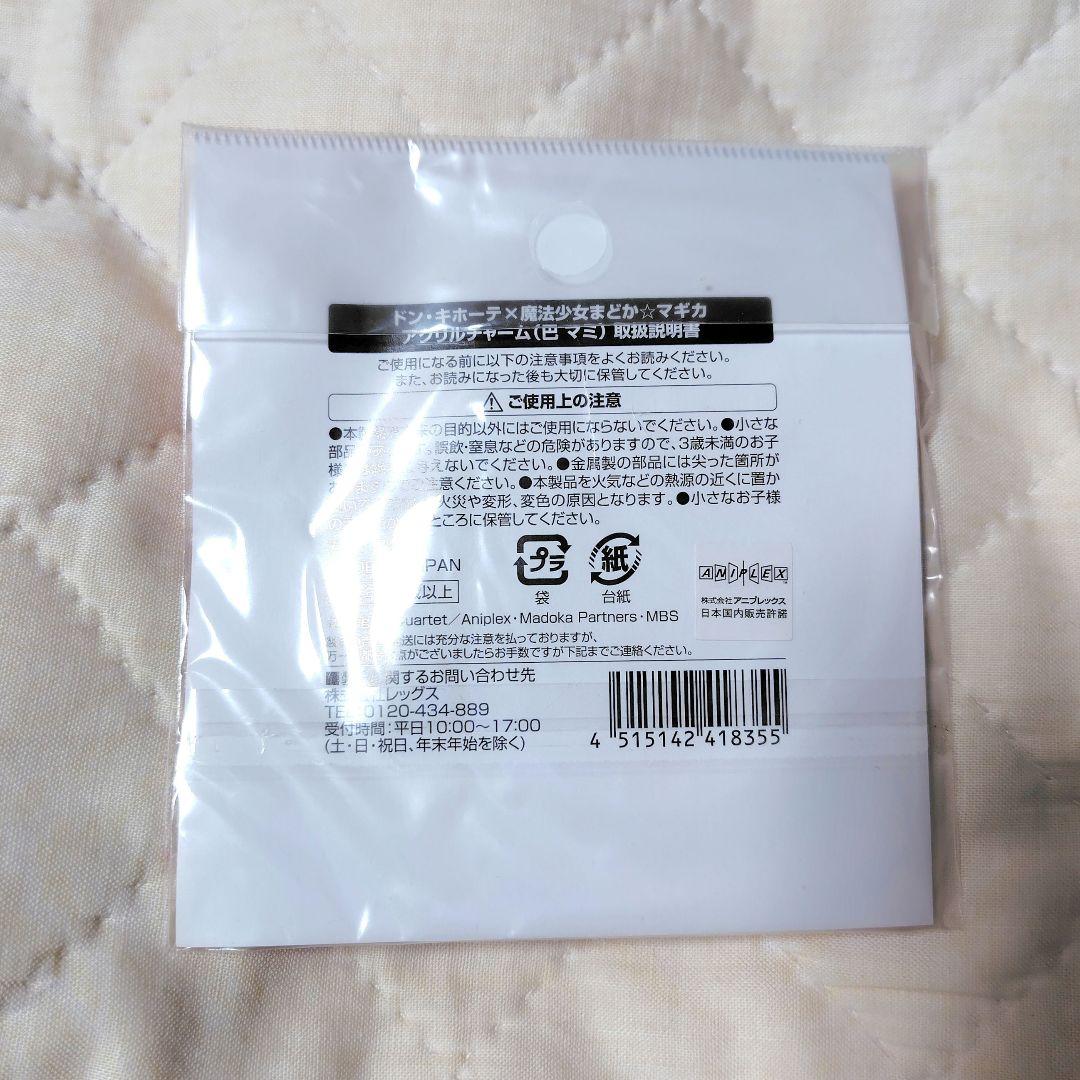 ドン・キホーテ×魔法少女まどか☆マギカ
アクリルチャーム(巴 マミ) 取扱説明書
ご使用になる前に以下の注意事項をよくお読みください。
また、お読みになった後も大切に保管してください。
⚠ ご使用上の注意
●本 来の目的以外にはご使用にならないでください。●小さな
部品 誤飲・窒息などの危険がありますので、3歳未満のお子
様 与えないでください。●金属製の部品には尖った箇所が
ご注意ください。●本製品を火気などの熱源の近くに置か
火災や変形、変色の原因となります。●小さなお子様
の ところに保管してください。
PAN
歳以上
プラ
袋
紙
台紙
ANIPLEX
株式会社アニプレックス
日本国内販売許諾
uartet/Aniplex・Madoka Partners・MBS
送には充分な注意を払っておりますが、
万一 点がございましたらお手数ですが下記までご連絡ください。
関するお問い合わせ先
株式 レッグス
TEL 0120-434-889
受付時間:平日10:00〜17:00
(土・日・祝日、年末年始を除く)
4 515142 418355